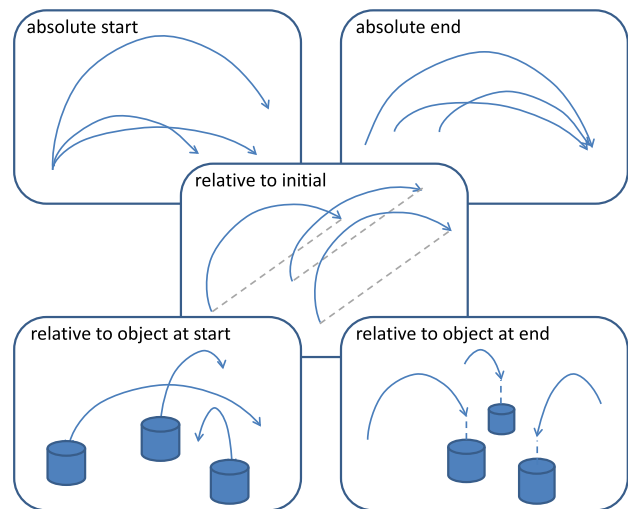 absolute start
absolute end
relative to initial
relative to object at start
relative to object at end